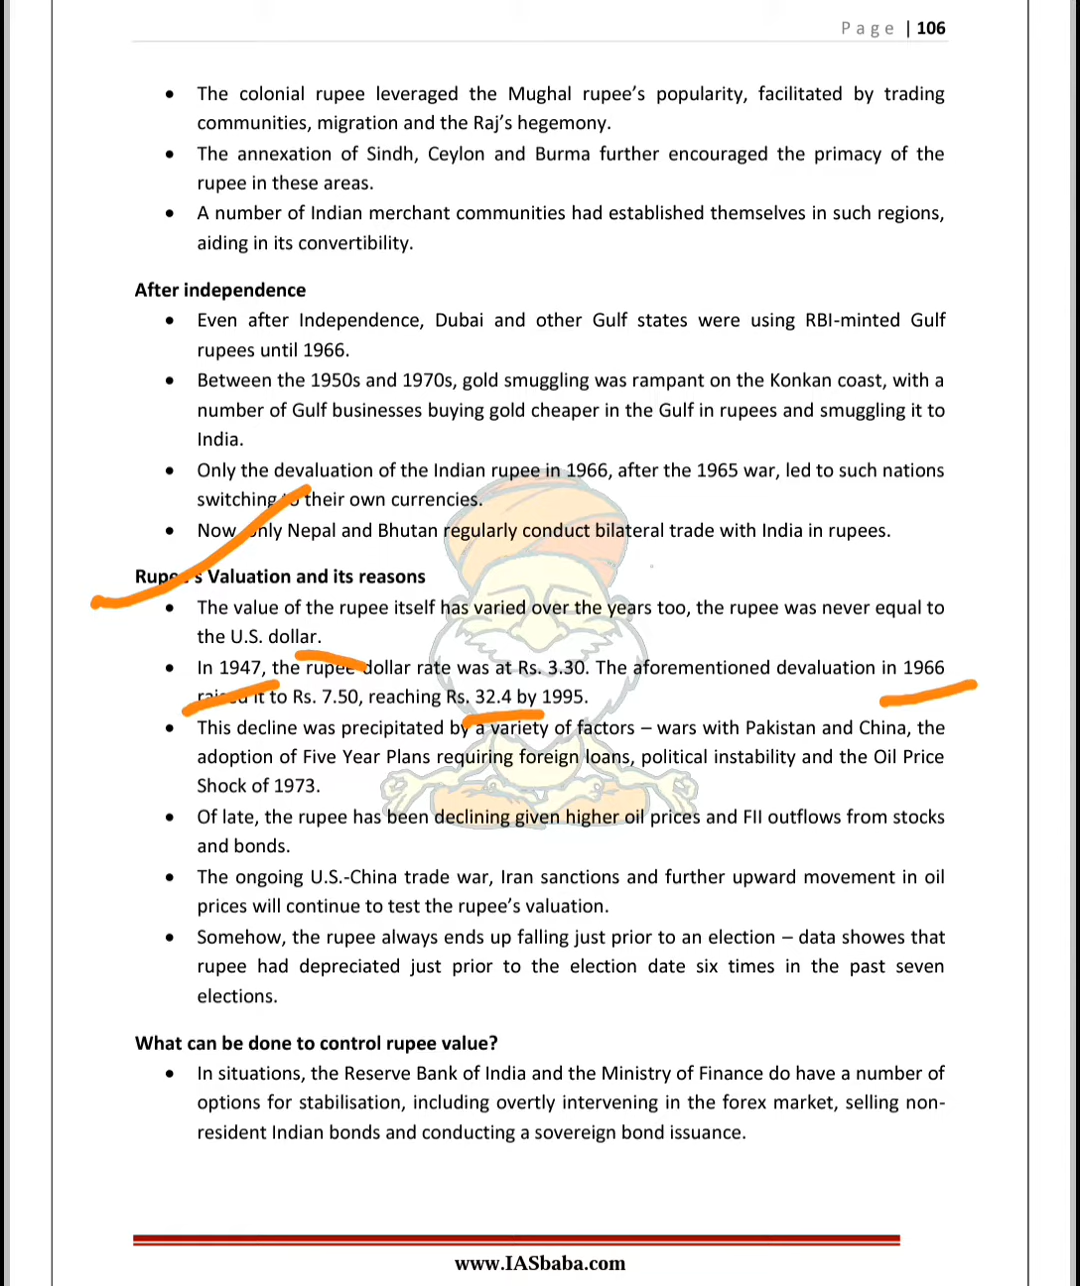 Page | 106
• The colonial rupee leveraged the Mughal rupee's popularity, facilitated by trading
communities, migration and the Raj's hegemony.
• The annexation of Sindh, Ceylon and Burma further encouraged the primacy of the
rupee in these areas.
• A number of Indian merchant communities had established themselves in such regions,
aiding in its convertibility.
After independence
• Even after Independence, Dubai and other Gulf states were using RBI-minted Gulf
rupees until 1966.
• Between the 1950s and 1970s, gold smuggling was rampant on the Konkan coast, with a
number of Gulf businesses buying gold cheaper in the Gulf in rupees and smuggling it to
India.
• Only the devaluation of the Indian rupee in 1966, after the 1965 war, led to such nations
switching to their own currencies.
• Now only Nepal and Bhutan regularly conduct bilateral trade with India in rupees.
Rupee's Valuation and its reasons
• The value of the rupee itself has varied over the years too, the rupee was never equal to
the U.S. dollar.
• In 1947, the rupee-dollar rate was at Rs. 3.30. The aforementioned devaluation in 1966
raised it to Rs. 7.50, reaching Rs. 32.4 by 1995.
• This decline was precipitated by a variety of factors – wars with Pakistan and China, the
adoption of Five Year Plans requiring foreign loans, political instability and the Oil Price
Shock of 1973.
• Of late, the rupee has been declining given higher oil prices and FII outflows from stocks
and bonds.
• The ongoing U.S.-China trade war, Iran sanctions and further upward movement in oil
prices will continue to test the rupee's valuation.
• Somehow, the rupee always ends up falling just prior to an election – data showes that
rupee had depreciated just prior to the election date six times in the past seven
elections.
What can be done to control rupee value?
• In situations, the Reserve Bank of India and the Ministry of Finance do have a number of
options for stabilisation, including overtly intervening in the forex market, selling non-
resident Indian bonds and conducting a sovereign bond issuance.
www.IASbaba.com